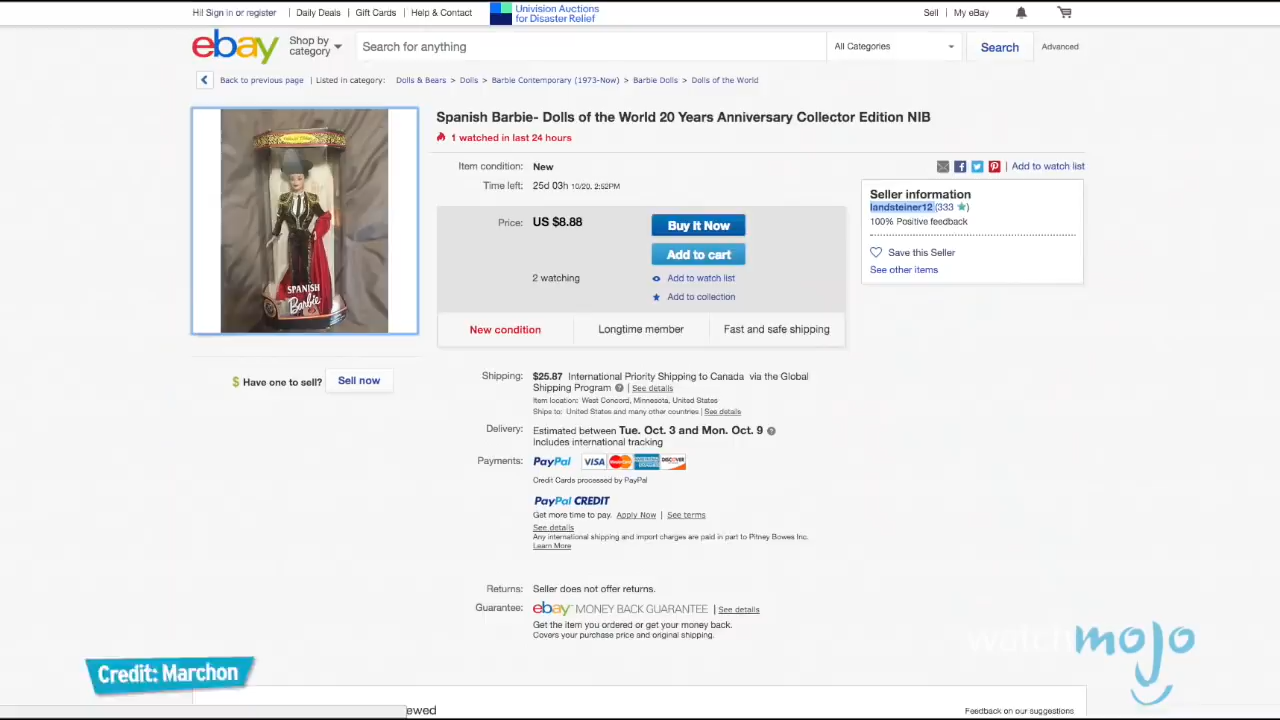 Hi! Sign in or register | Daily Deals | Gift Cards | Help & Contact
Univision Auctions
for Disaster Relief
Sell | My eBay
ebay
Shop by
category
Search for anything
All Categories
Search
Advanced
Back to previous page | Listed in category: Dolls & Bears > Dolls > Barbie Contemporary (1973-Now) > Barbie Dolls > Dolls of the World
Spanish Barbie- Dolls of the World 20 Years Anniversary Collector Edition NIB
1 watched in last 24 hours
Item condition: New
Time left: 25d 03h 10/20, 2:52PM
| Add to watch list
Price: US $8.88
Buy It Now
Add to cart
2 watching
Add to watch list
Add to collection
New condition
Longtime member
Fast and safe shipping
Seller information
landsteiner12 (333 ★)
100% Positive feedback
Save this Seller
See other items
SPANISH
Barbie
$ Have one to sell? Sell now
Shipping: $25.87 International Priority Shipping to Canada via the Global
Shipping Program | See details
Item location: West Concord, Minnesota, United States
Ships to: United States and many other countries | See details
Delivery: Estimated between Tue. Oct. 3 and Mon. Oct. 9
Includes international tracking
Payments: PayPal VISA MasterCard AMERICAN EXPRESS DISCOVER
Credit Cards processed by PayPal
PayPal CREDIT
Get more time to pay. Apply Now | See terms
See details
Any international shipping and import charges are paid in part to Pitney Bowes Inc.
Learn More
Returns: Seller does not offer returns.
Guarantee: ebay MONEY BACK GUARANTEE | See details
Get the item you ordered or get your money back.
Covers your purchase price and original shipping.
watchmojo
Credit: Marchon
ewed
Feedback on our suggestions